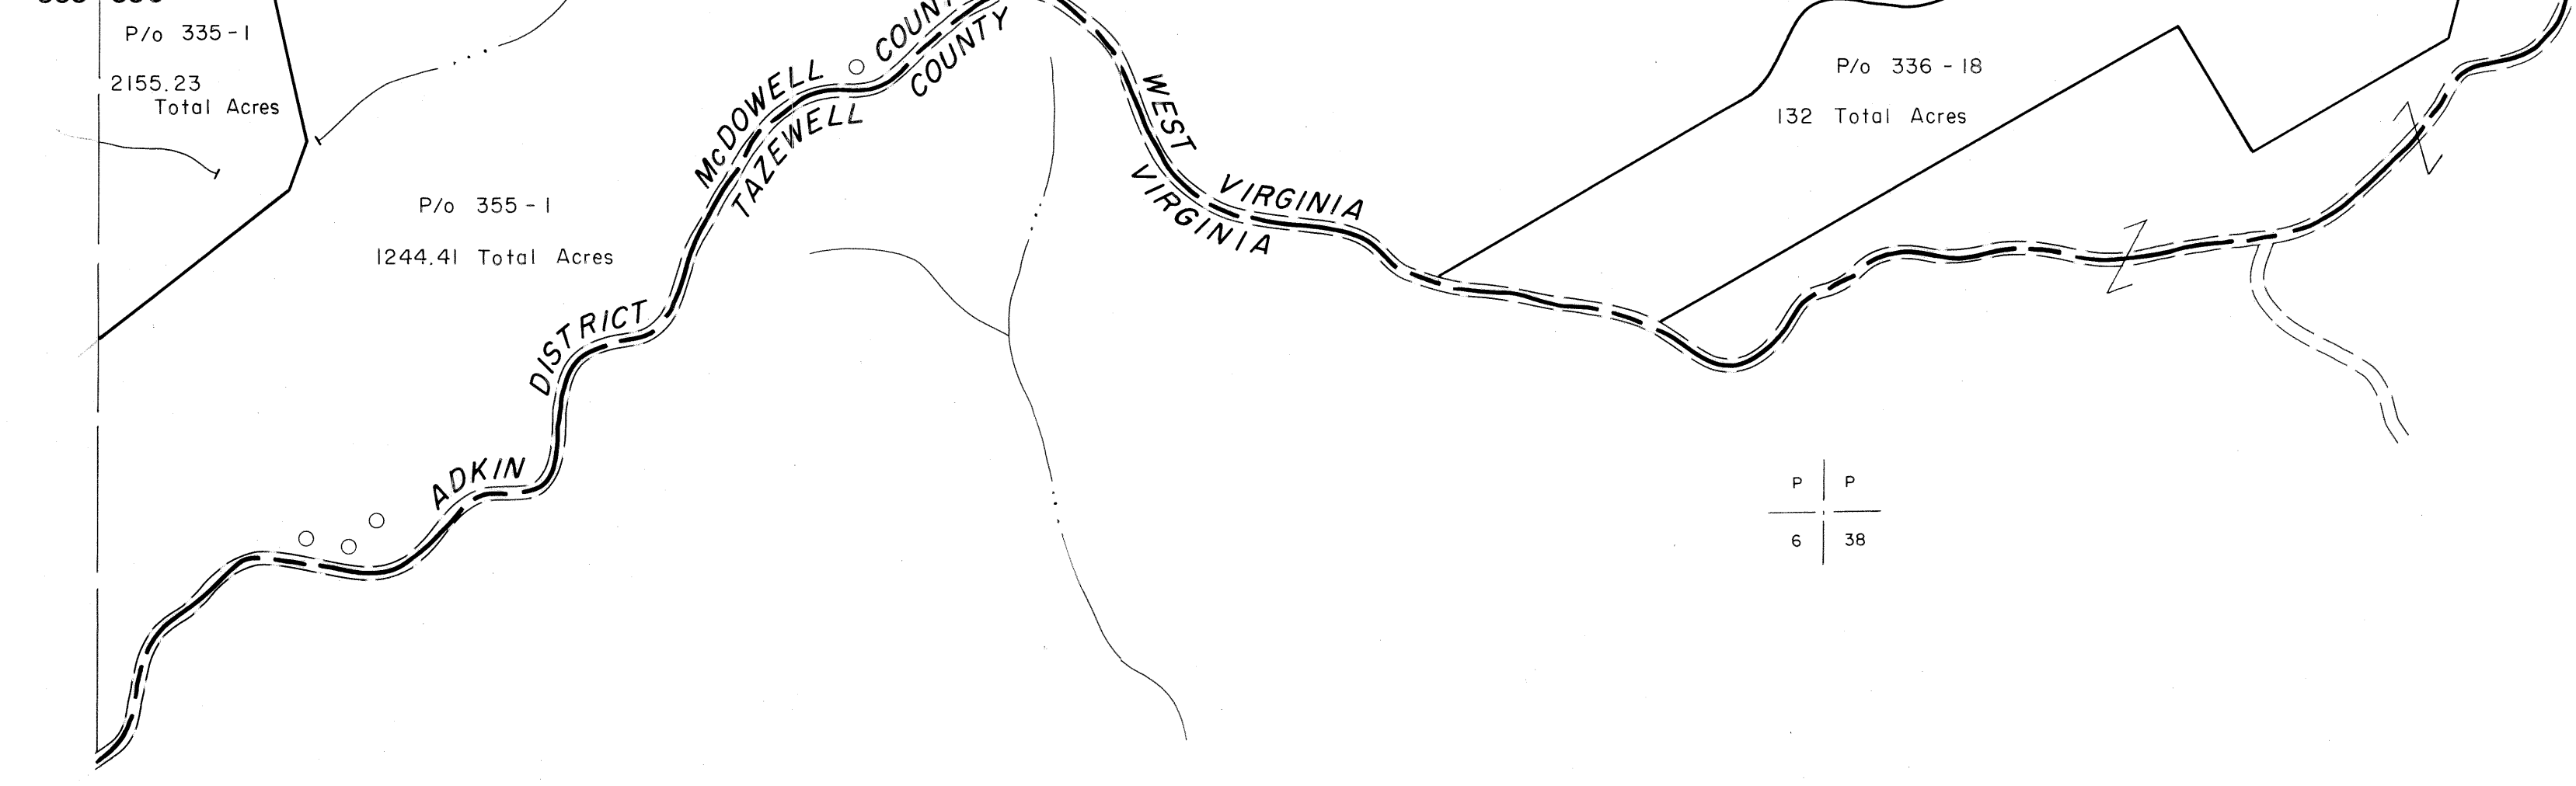 P/o 335-1
2155.23
Total Acres
P/o 355-1
1244.41 Total Acres
McDOWELL COUNT
TAZEWELL COUNTY
ADKIN DISTRICT
WEST VIRGINIA
VIRGINIA
P/o 336-18
132 Total Acres
P P
6 38